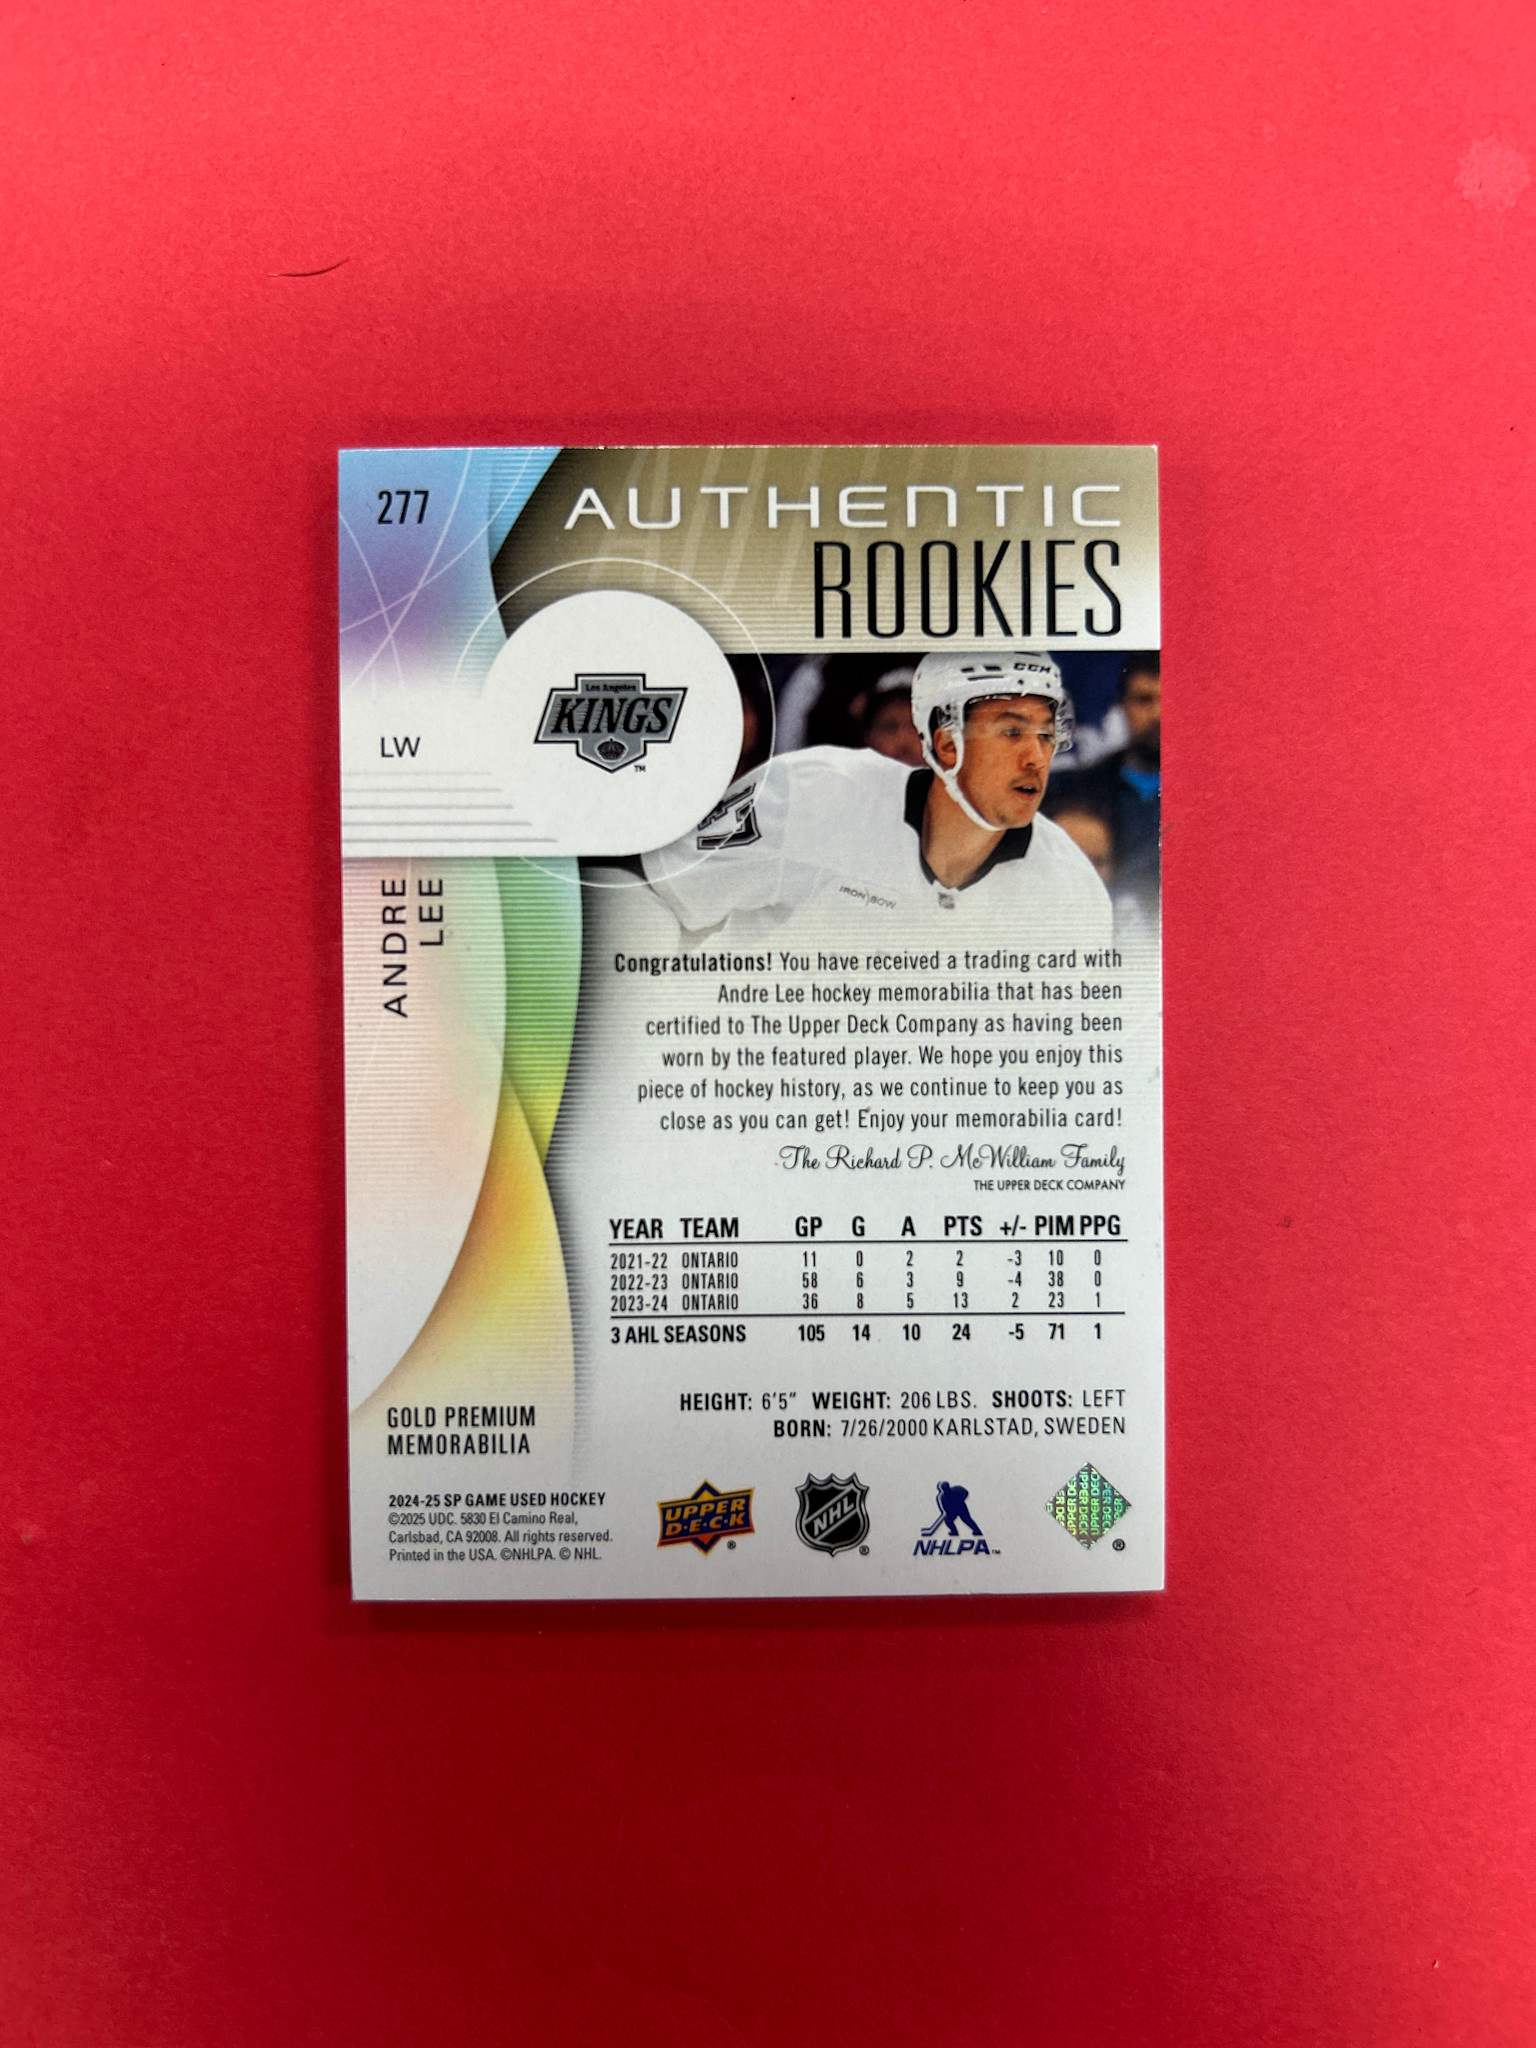 277
AUTHENTIC
ROOKIES
CCM
Los Angeles
KINGS
TM
LW
IRON BOW
ANDRE
LEE
Congratulations! You have received a trading card with
Andre Lee hockey memorabilia that has been
certified to The Upper Deck Company as having been
worn by the featured player. We hope you enjoy this
piece of hockey history, as we continue to keep you as
close as you can get! Enjoy your memorabilia card!
The Richard P. McWilliam Family
THE UPPER DECK COMPANY
YEAR TEAM GP G A PTS +/- PIM PPG
2021-22 ONTARIO 11 0 2 2 -3 10 0
2022-23 ONTARIO 58 6 3 9 -4 38 0
2023-24 ONTARIO 36 8 5 13 2 23 1
3 AHL SEASONS 105 14 10 24 -5 71 1
HEIGHT: 6'5" WEIGHT: 206 LBS. SHOOTS: LEFT
BORN: 7/26/2000 KARLSTAD, SWEDEN
GOLD PREMIUM
MEMORABILIA
2024-25 SP GAME USED HOCKEY
©2025 UDC. 5830 El Camino Real,
Carlsbad, CA 92008. All rights reserved.
Printed in the USA. ©NHLPA. © NHL.
UPPER
D•E•C•K
®
NHL
®
NHLPA™
UPPER DECK
®